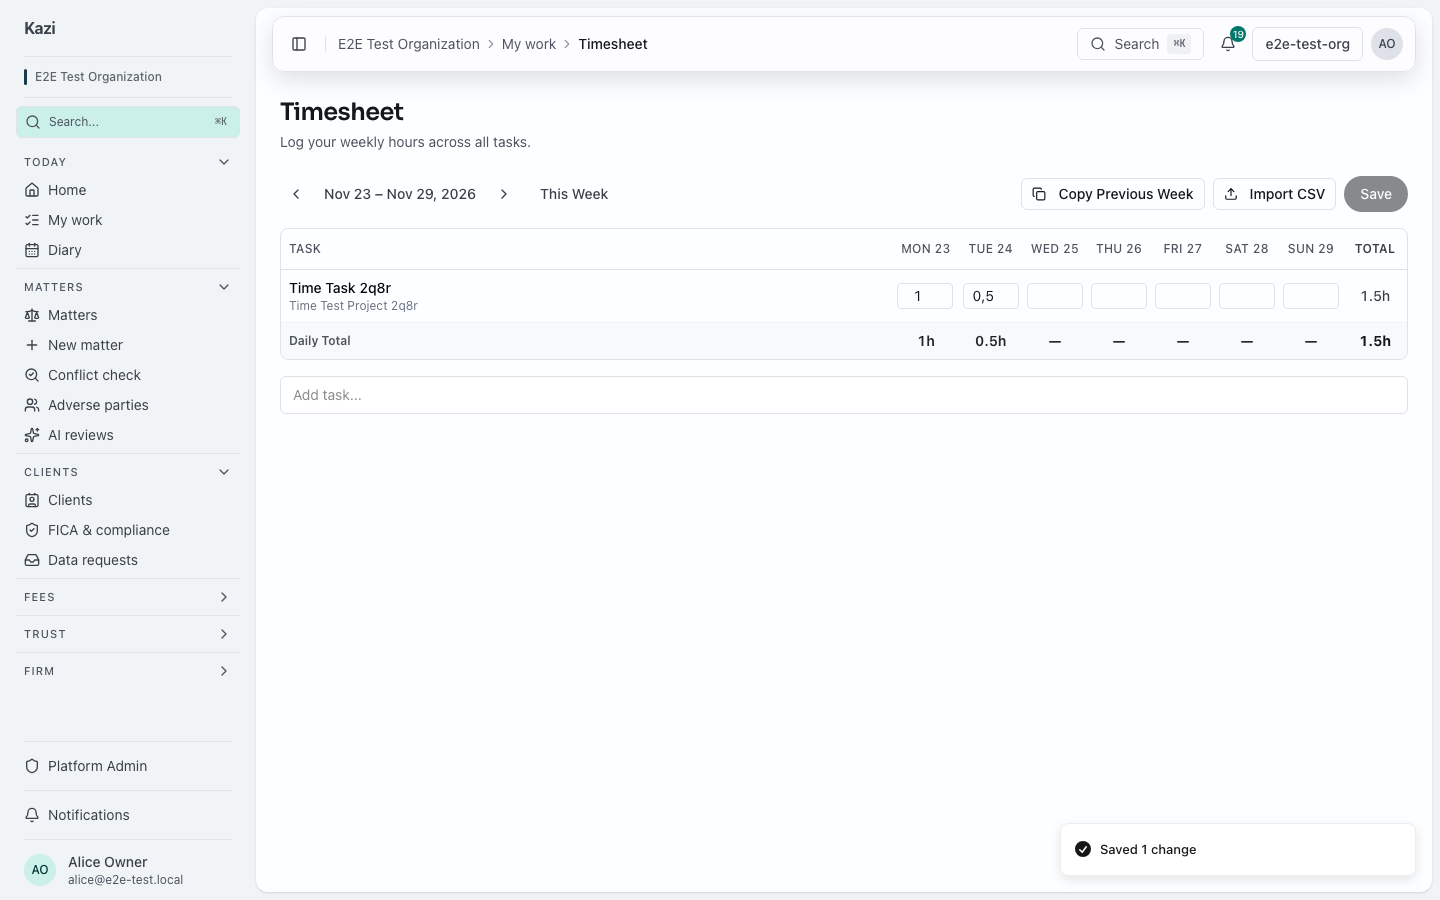 Kazi
E2E Test Organization
Search... ⌘K
TODAY
Home
My work
Diary
MATTERS
Matters
New matter
Conflict check
Adverse parties
AI reviews
CLIENTS
Clients
FICA & compliance
Data requests
FEES
TRUST
FIRM
Platform Admin
Notifications
AO Alice Owner
alice@e2e-test.local
E2E Test Organization My work Timesheet
Search ⌘K 19 e2e-test-org AO
Timesheet
Log your weekly hours across all tasks.
Nov 23 – Nov 29, 2026 This Week Copy Previous Week Import CSV Save
TASK MON 23 TUE 24 WED 25 THU 26 FRI 27 SAT 28 SUN 29 TOTAL
Time Task 2q8r 1 0,5 1.5h
Time Test Project 2q8r
Daily Total 1h 0.5h — — — — — 1.5h
Add task...
Saved 1 change